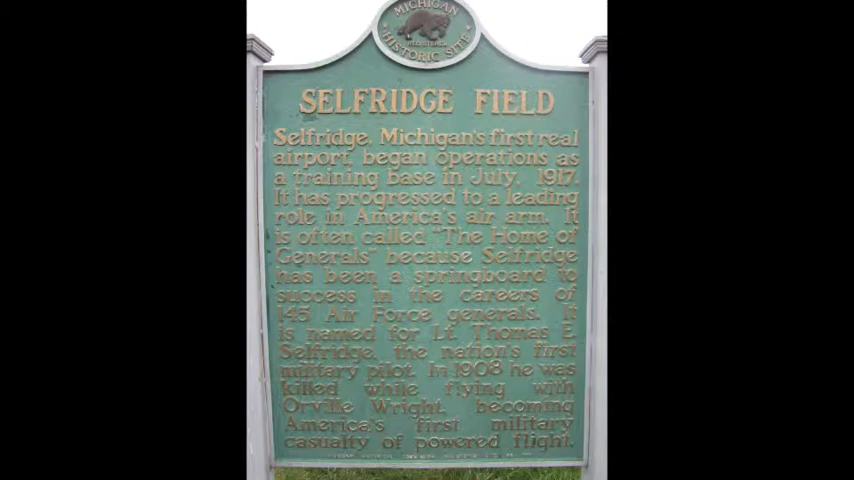 MICHIGAN
REGISTERED
HISTORIC SITE
SELFRIDGE FIELD
Selfridge, Michigan's first real
airport, began operations as
a training base in July, 1917.
It has progressed to a leading
role in America's air arm. It
is often called "The Home of
Generals" because Selfridge
has been a springboard to
success in the careers of
145 Air Force generals. It
is named for Lt. Thomas E.
Selfridge, the nation's first
military pilot. In 1908 he was
killed while flying with
Orville Wright, becoming
America's first military
casualty of powered flight.